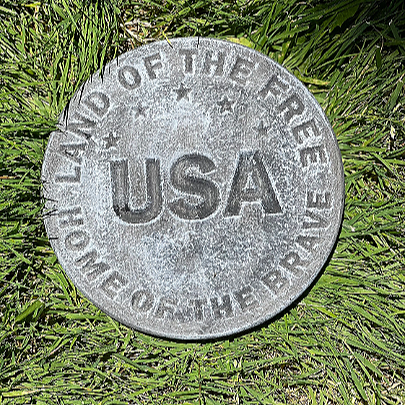 LAND OF THE FREE
USA
HOME OF THE BRAVE